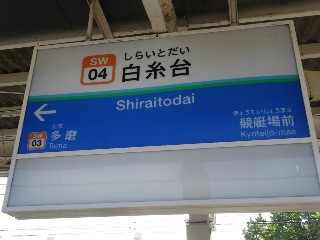 SW
04
しらいとだい
白糸台
Shiraitodai
SW
03
たま
多磨
Tama
きょうていじょうまえ
競艇場前
Kyōteijō-mae